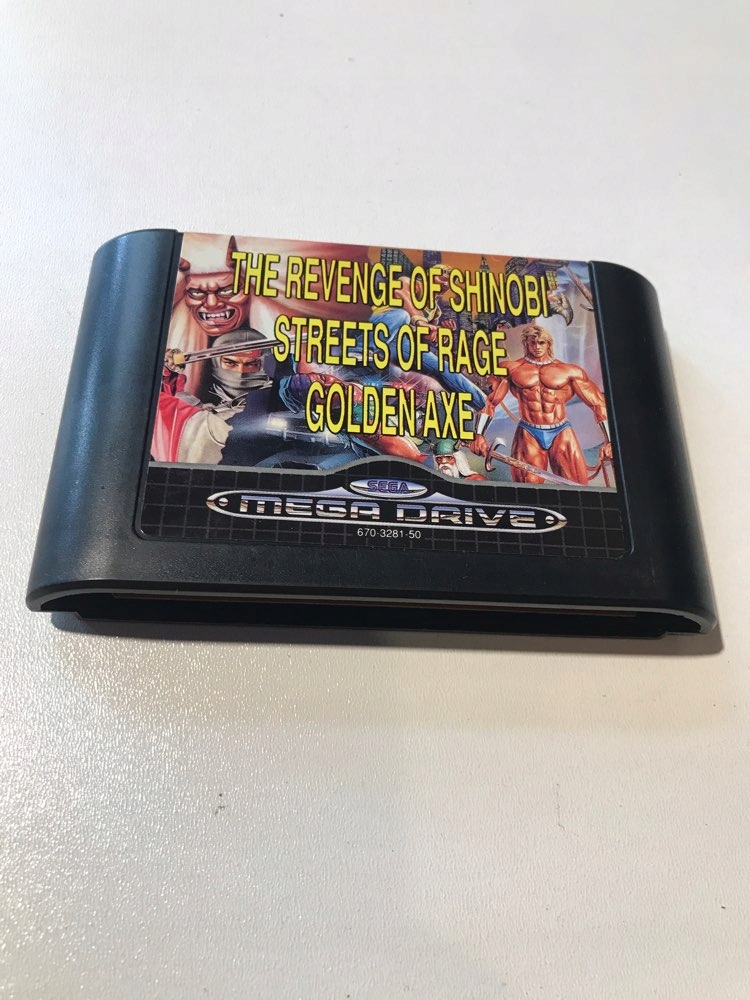 THE REVENGE OF SHINOBI
STREETS OF RAGE
GOLDEN AXE
SEGA
MEGA DRIVE
670-3281-50